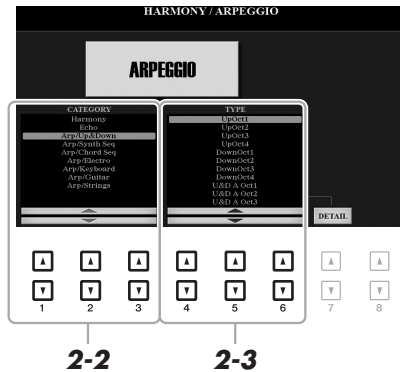 HARMONY / ARPEGGIO
ARPEGGIO
CATEGORY
Harmony
Echo
Arp/Up&Down
Arp/Synth Seq
Arp/Chord Seq
Arp/Electro
Arp/Keyboard
Arp/Guitar
Arp/Strings
TYPE
UpOct1
UpOct2
UpOct3
UpOct4
DownOct1
DownOct2
DownOct3
DownOct4
U&D A Oct1
U&D A Oct2
U&D A Oct3
DETAIL
1 2 3 4 5 6 7 8
2-2 2-3